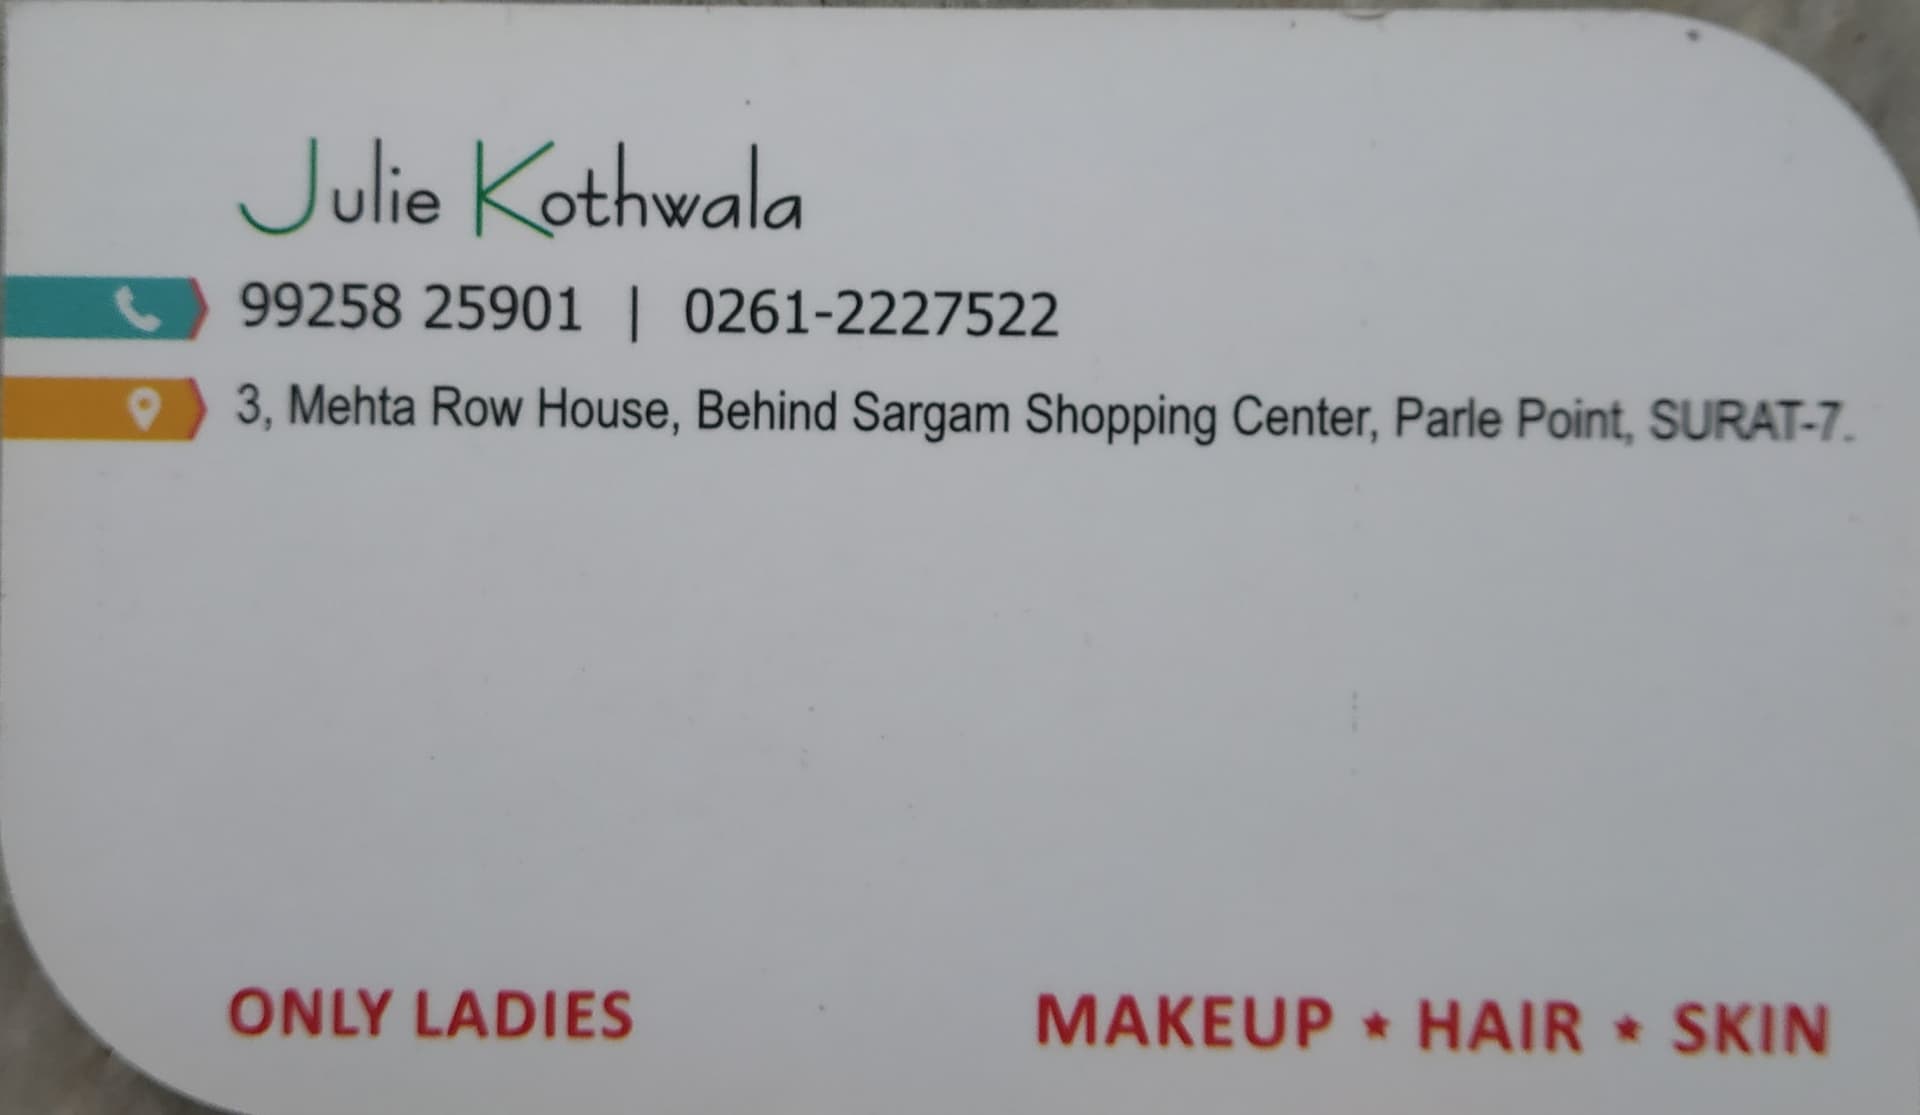 Julie Kothwala
99258 25901 | 0261-2227522
3, Mehta Row House, Behind Sargam Shopping Center, Parle Point, SURAT-7.
ONLY LADIES
MAKEUP ★ HAIR ★ SKIN